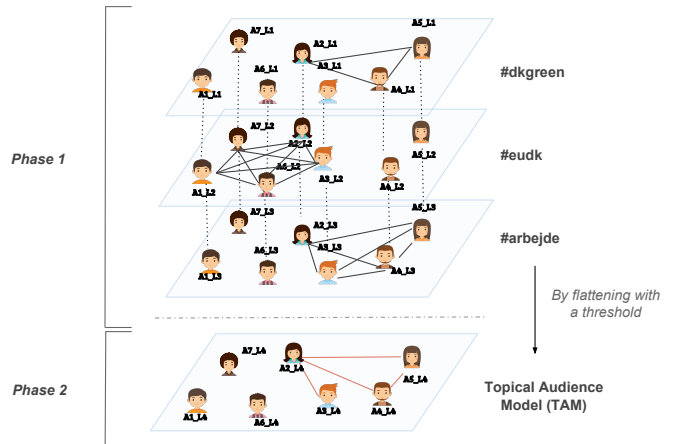 A7_L1
A5_L1
A2_L1
A3_L1
A6_L1
A4_L1
A1_L1
#dkgreen
Phase 1
A7_L2
A2_L2
A5_L2
A6_L2
A3_L2
A4_L2
A1_L2
#eudk
A7_L3
A5_L3
A2_L3
A3_L3
A6_L3
A4_L3
A1_L3
#arbejde
By flattening with
a threshold
Phase 2
A7_L4
A2_L4
A5_L4
A3_L4
A4_L4
A1_L4
A6_L4
Topical Audience
Model (TAM)